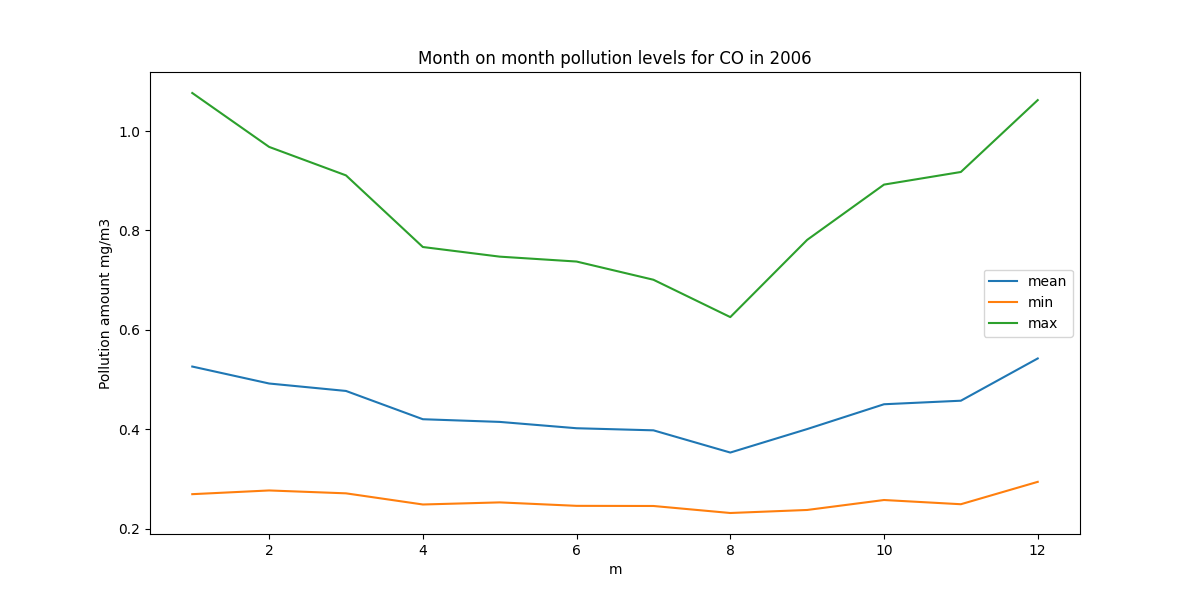 Month on month pollution levels for CO in 2006
Pollution amount mg/m3
1.0
0.8
0.6
0.4
0.2
mean
min
max
2 4 6 8 10 12
m